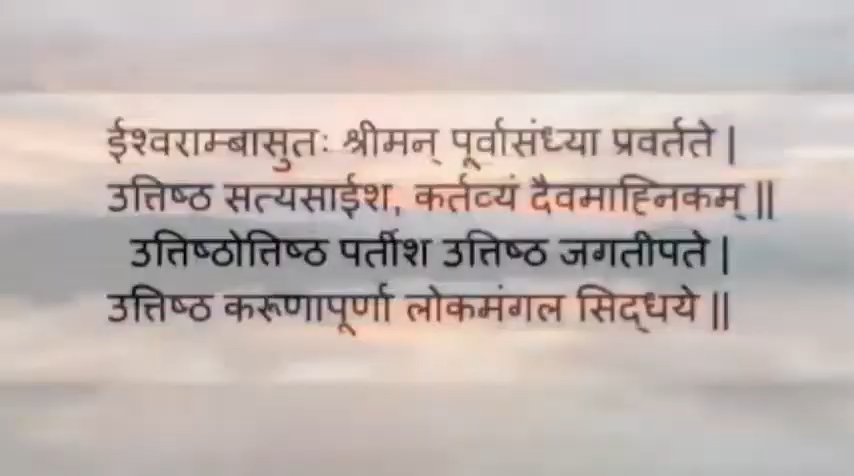 ईश्वराम्बासुतः श्रीमन् पूर्वासंध्या प्रवर्तते |
उत्तिष्ठ सत्यसाईश, कर्तव्यं दैवमाह्निकम् ||
उत्तिष्ठोत्तिष्ठ पर्तीश उत्तिष्ठ जगतीपते |
उत्तिष्ठ करूणापूर्णा लोकमंगल सिद्धये ||